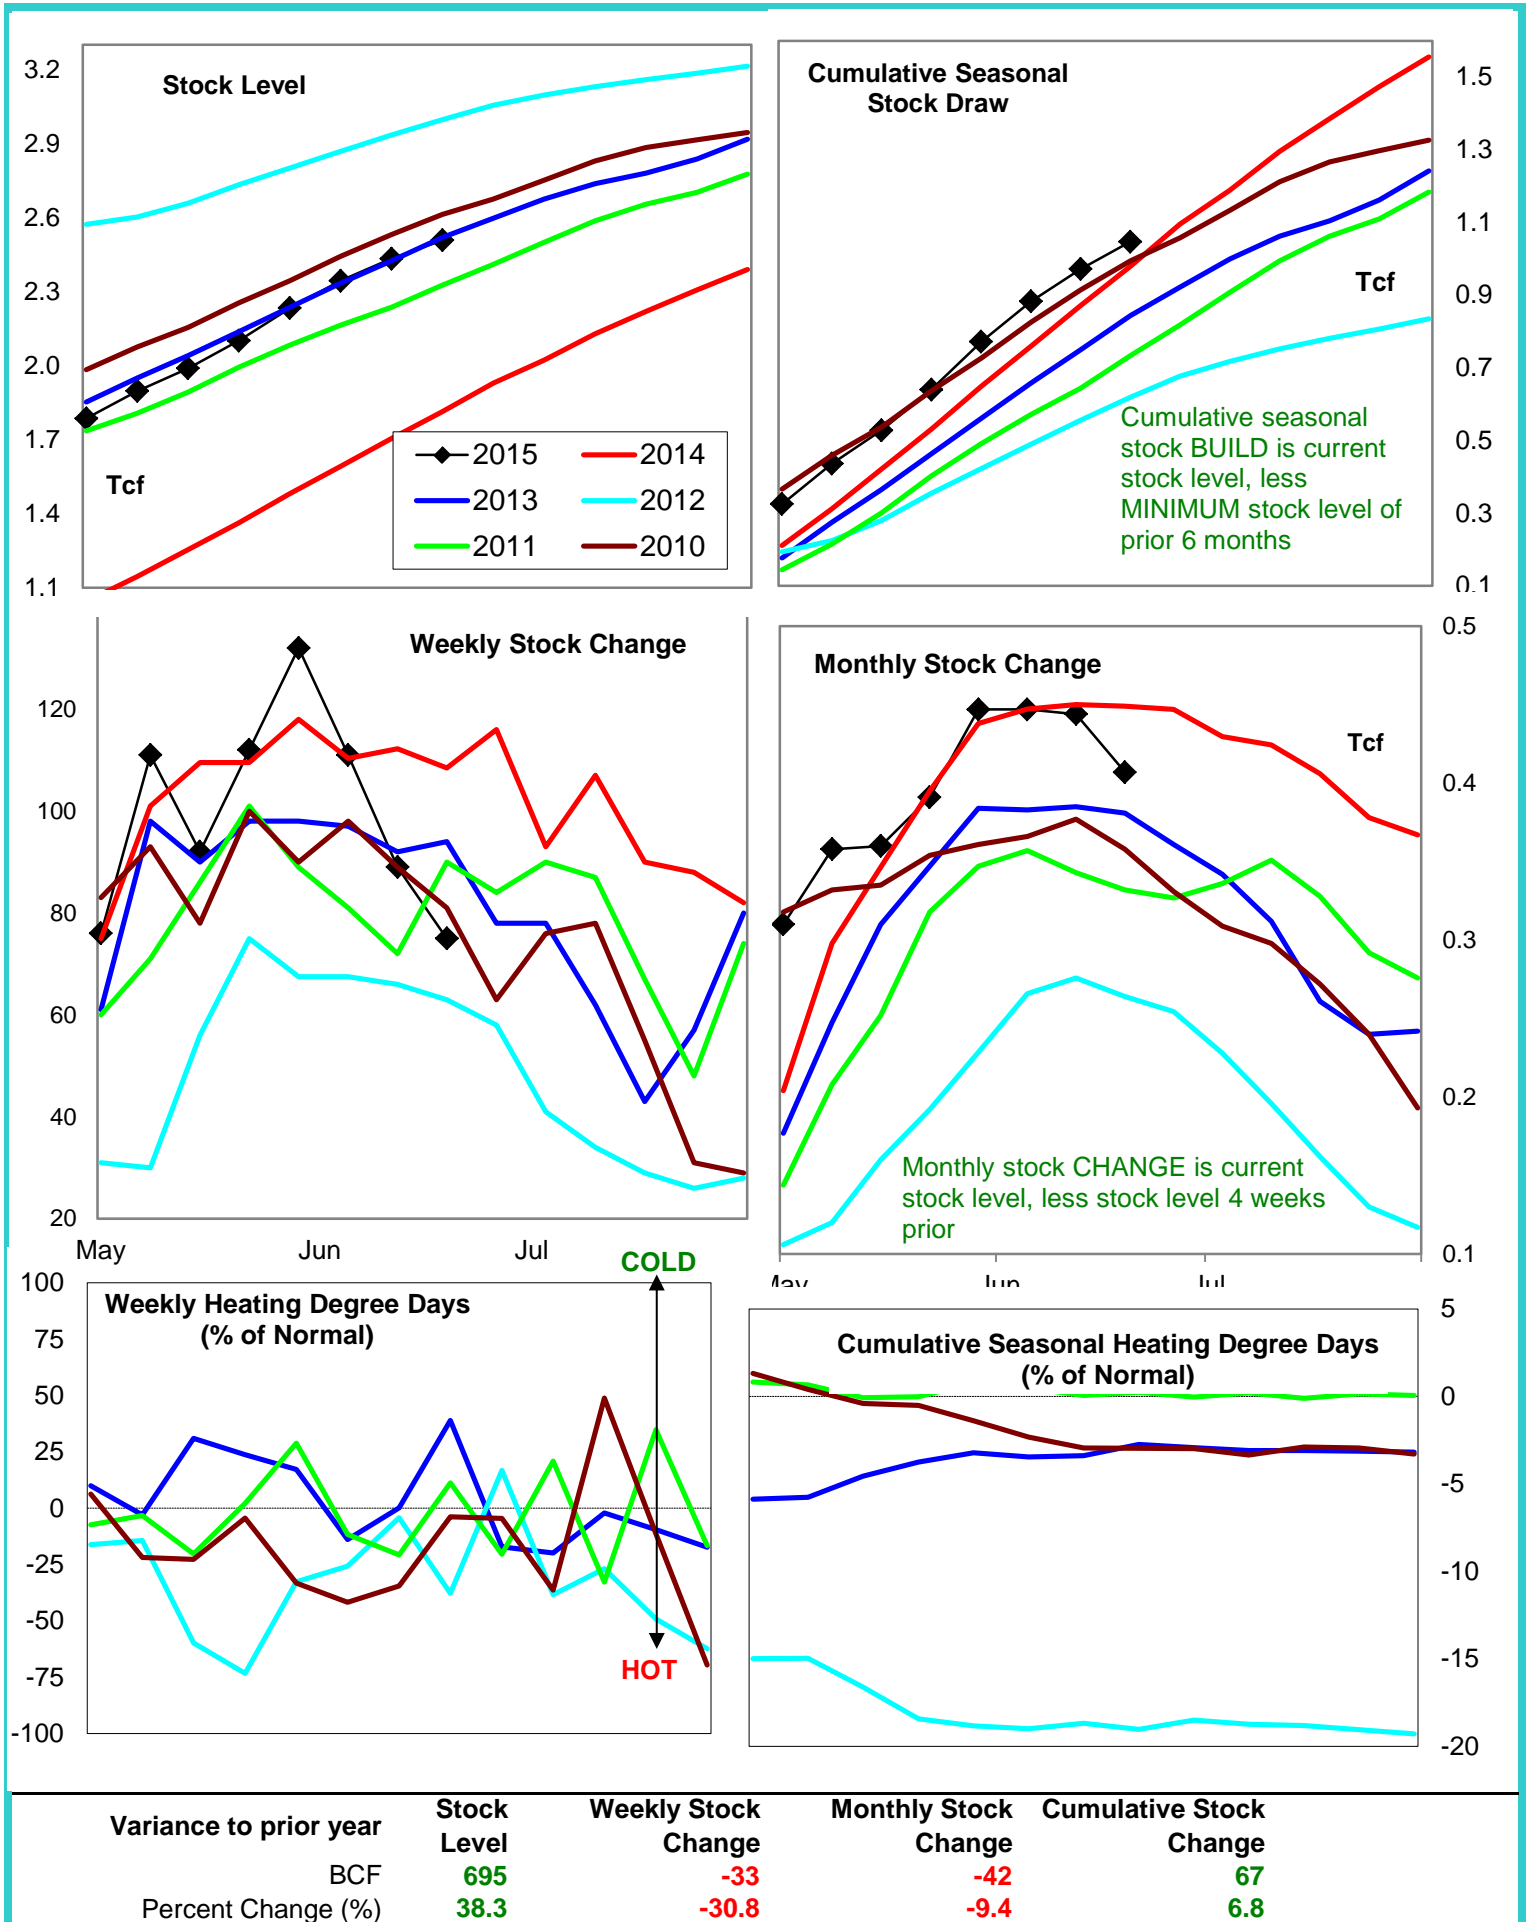 Stock Level
3.2
2.9
2.6
2.3
2.0
1.7
1.4
1.1
Tcf
2015
2014
2013
2012
2011
2010
Cumulative Seasonal
Stock Draw
1.5
1.3
1.1
0.9
0.7
0.5
0.3
0.1
Tcf
Cumulative seasonal
stock BUILD is current
stock level, less
MINIMUM stock level of
prior 6 months
Weekly Stock Change
120
100
80
60
40
20
May
Jun
Jul
Monthly Stock Change
0.5
0.4
0.3
0.2
0.1
Tcf
Monthly stock CHANGE is current
stock level, less stock level 4 weeks
prior
May
Jun
Jul
COLD
Weekly Heating Degree Days
(% of Normal)
100
75
50
25
0
-25
-50
-75
-100
HOT
Cumulative Seasonal Heating Degree Days
(% of Normal)
5
0
-5
-10
-15
-20
Variance to prior year
Stock
Level
Weekly Stock
Change
Monthly Stock
Change
Cumulative Stock
Change
BCF 695 -33 -42 67
Percent Change (%) 38.3 -30.8 -9.4 6.8